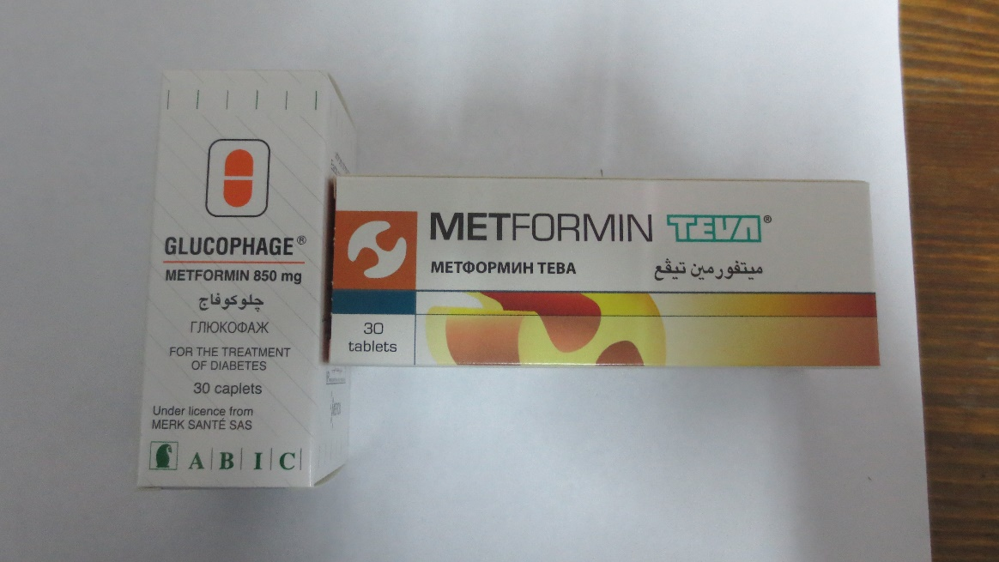 GLUCOPHAGE®
METFORMIN 850 mg
چلوكوفاج
ГЛЮКОФАЖ
FOR THE TREATMENT
OF DIABETES
30 caplets
Under licence from
MERK SANTÉ SAS
A B I C
METFORMIN TEVA®
МЕТФОРМИН ТЕВА ميتفورمين تيڤع
30
tablets